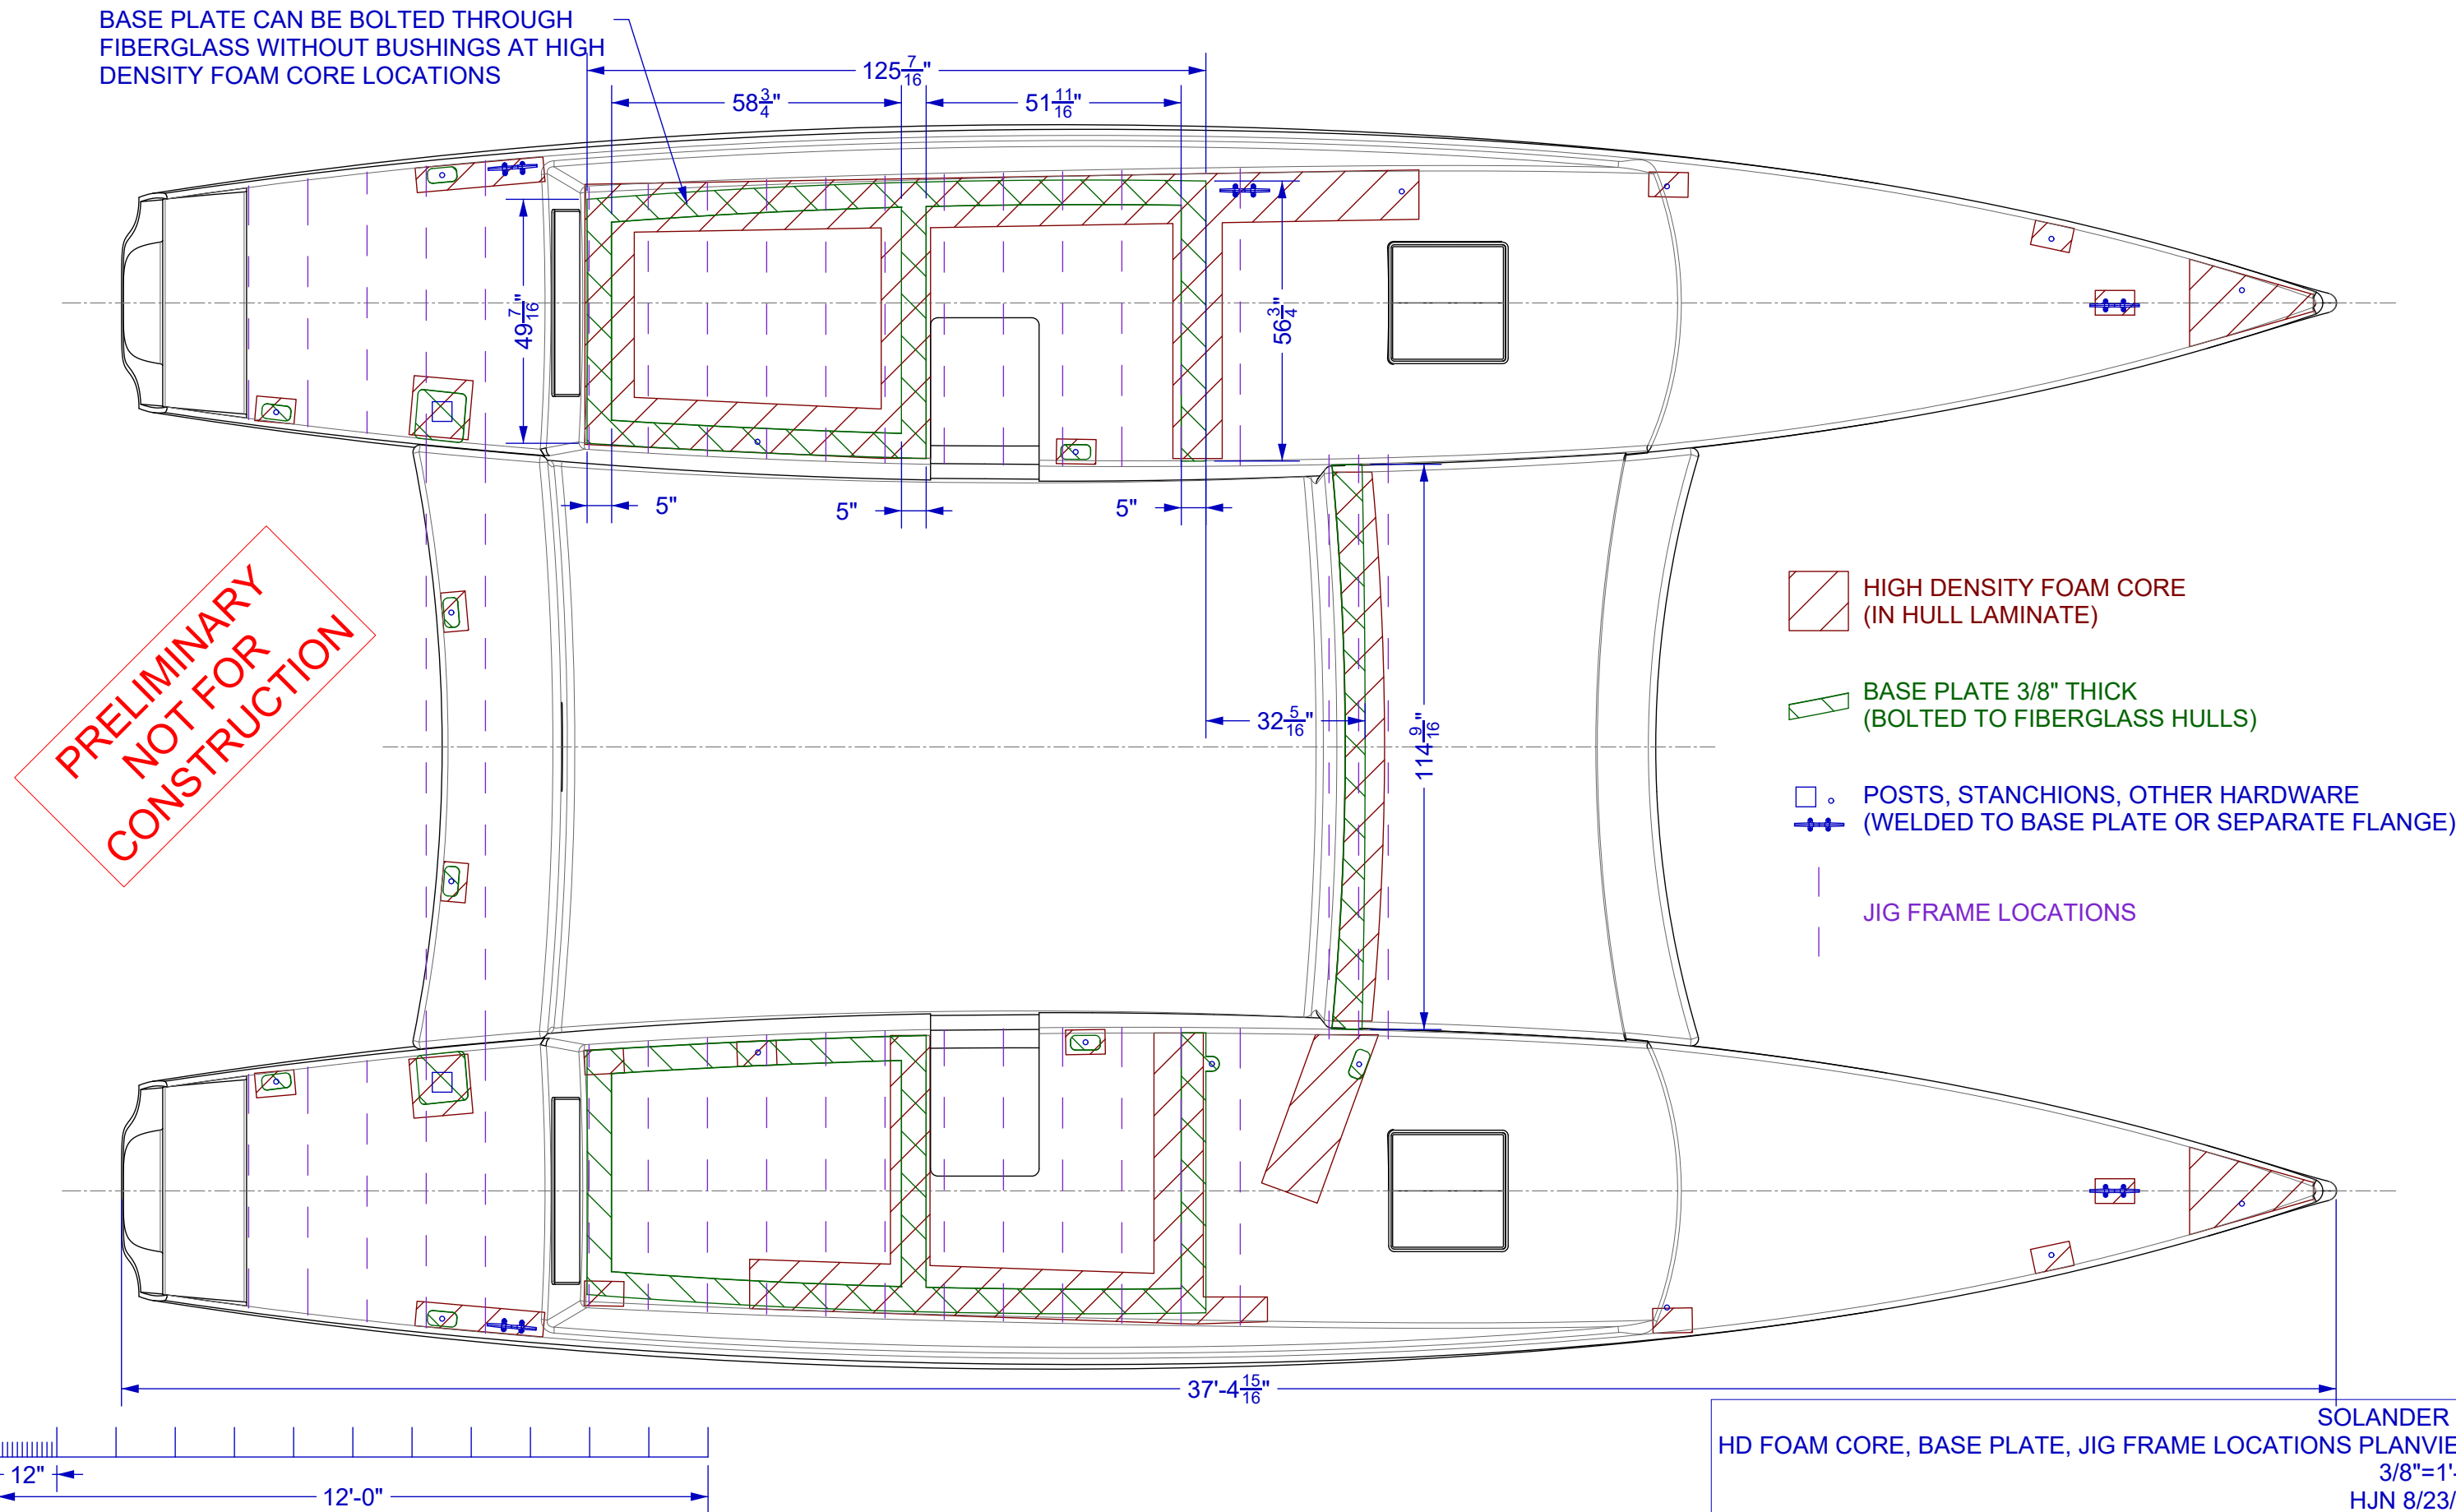 BASE PLATE CAN BE BOLTED THROUGH
FIBERGLASS WITHOUT BUSHINGS AT HIGH
DENSITY FOAM CORE LOCATIONS
125 7/16"
58 3/4"
51 11/16"
49 7/16"
56 3/4"
5"
5"
5"
PRELIMINARY
NOT FOR
CONSTRUCTION
32 5/16"
114 9/16"
HIGH DENSITY FOAM CORE
(IN HULL LAMINATE)
BASE PLATE 3/8" THICK
(BOLTED TO FIBERGLASS HULLS)
POSTS, STANCHIONS, OTHER HARDWARE
(WELDED TO BASE PLATE OR SEPARATE FLANGE)
JIG FRAME LOCATIONS
37'-4 15/16"
12"
12'-0"
SOLANDER
HD FOAM CORE, BASE PLATE, JIG FRAME LOCATIONS
3/8"=1'-
HJN 8/23/